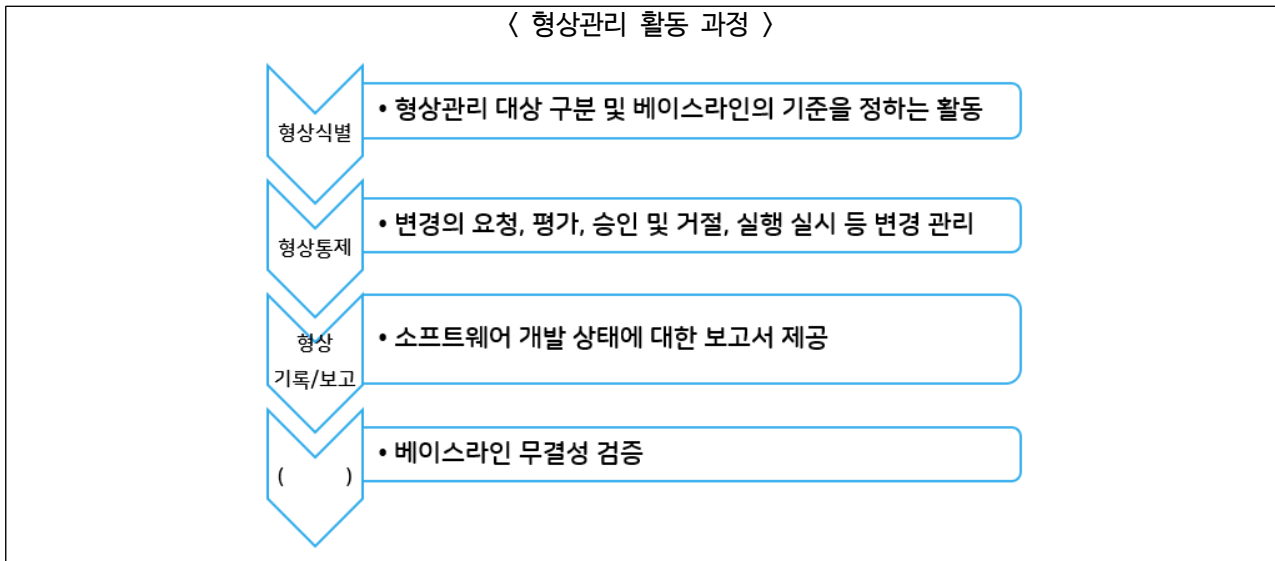 < 형상관리 활동 과정 >
형상식별
• 형상관리 대상 구분 및 베이스라인의 기준을 정하는 활동
형상통제
• 변경의 요청, 평가, 승인 및 거절, 실행 실시 등 변경 관리
형상
기록/보고
• 소프트웨어 개발 상태에 대한 보고서 제공
( )
• 베이스라인 무결성 검증